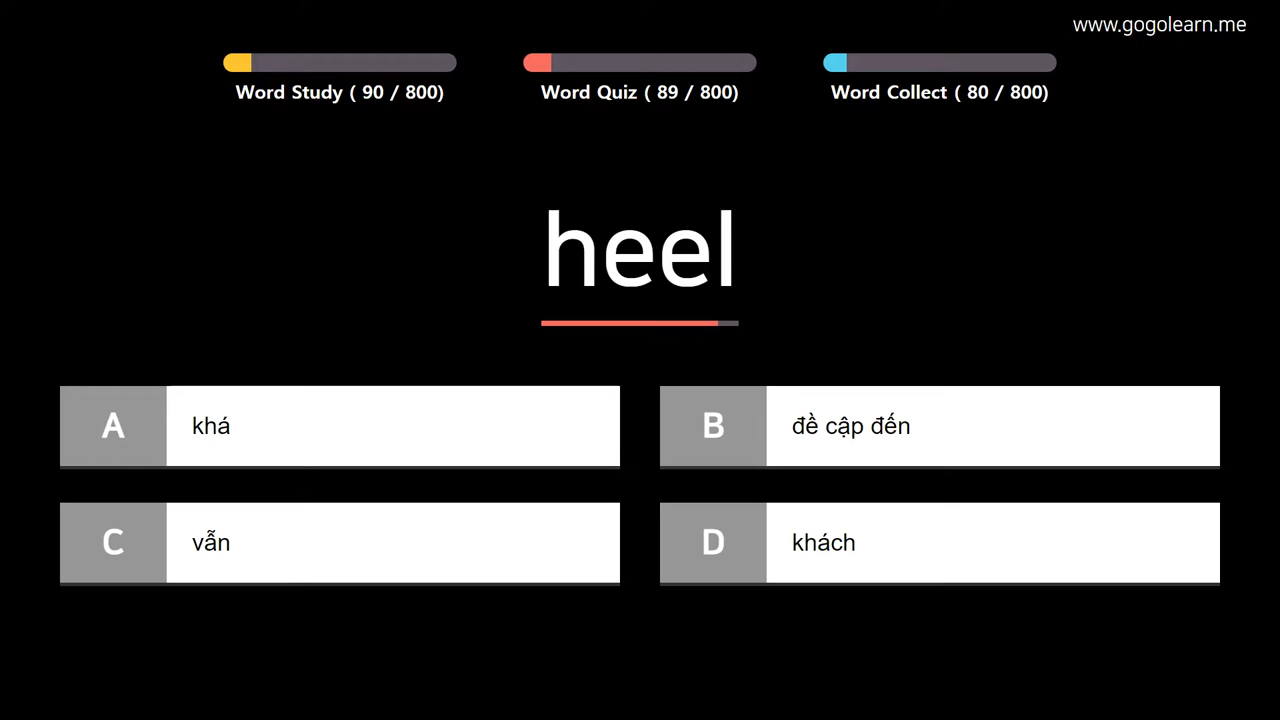 www.gogolearn.me
Word Study ( 90 / 800)
Word Quiz ( 89 / 800)
Word Collect ( 80 / 800)
heel
A khá
B đề cập đến
C vẫn
D khách